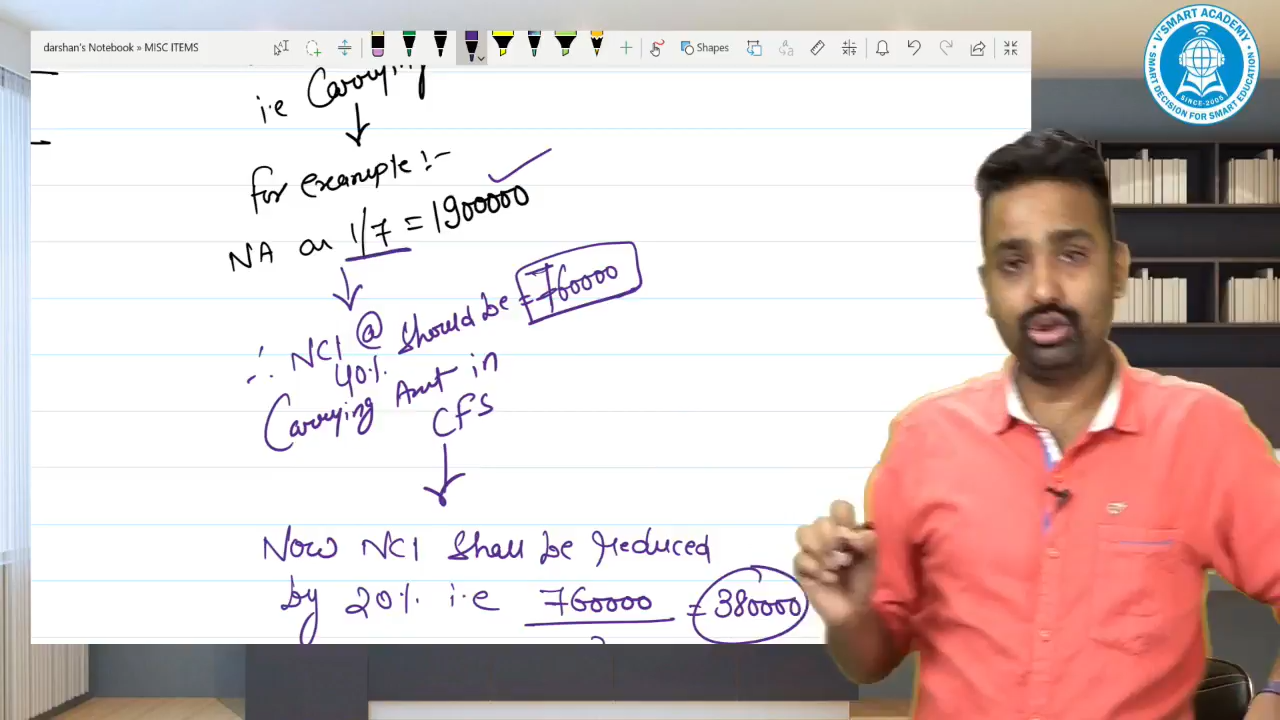 darshan's Notebook » MISC ITEMS
Shapes
V'SMART ACADEMY
SINCE-2005
SMART DECISION FOR SMART EDUCATION
i.e Carrying
for example :-
NA on 1/7 = 1900000
∴ NCI @ 40% should be = 760000
Carrying Amt in
CFS
Now NCI shall be reduced
by 20% i.e 760000 = 380000